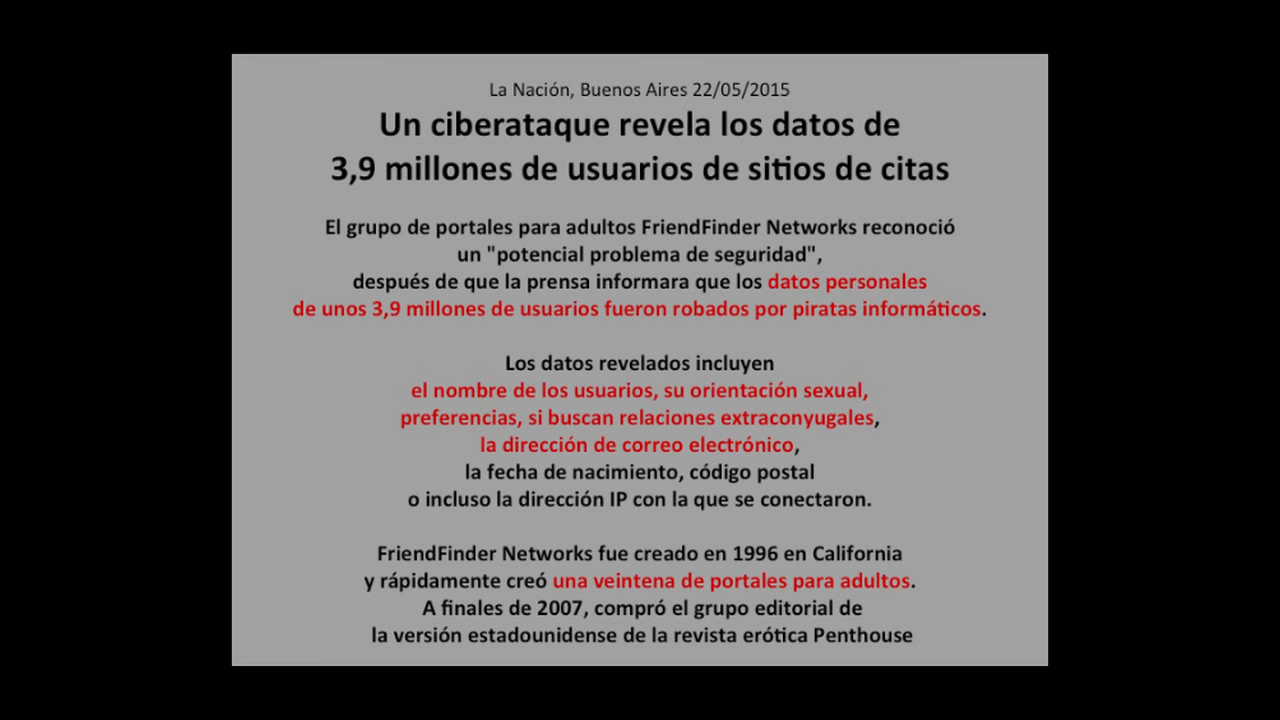 La Nación, Buenos Aires 22/05/2015
Un ciberataque revela los datos de
3,9 millones de usuarios de sitios de citas
El grupo de portales para adultos FriendFinder Networks reconoció
un "potencial problema de seguridad",
después de que la prensa informara que los datos personales
de unos 3,9 millones de usuarios fueron robados por piratas informáticos.
Los datos revelados incluyen
el nombre de los usuarios, su orientación sexual,
preferencias, si buscan relaciones extraconyugales,
la dirección de correo electrónico,
la fecha de nacimiento, código postal
o incluso la dirección IP con la que se conectaron.
FriendFinder Networks fue creado en 1996 en California
y rápidamente creó una veintena de portales para adultos.
A finales de 2007, compró el grupo editorial de
la versión estadounidense de la revista erótica Penthouse